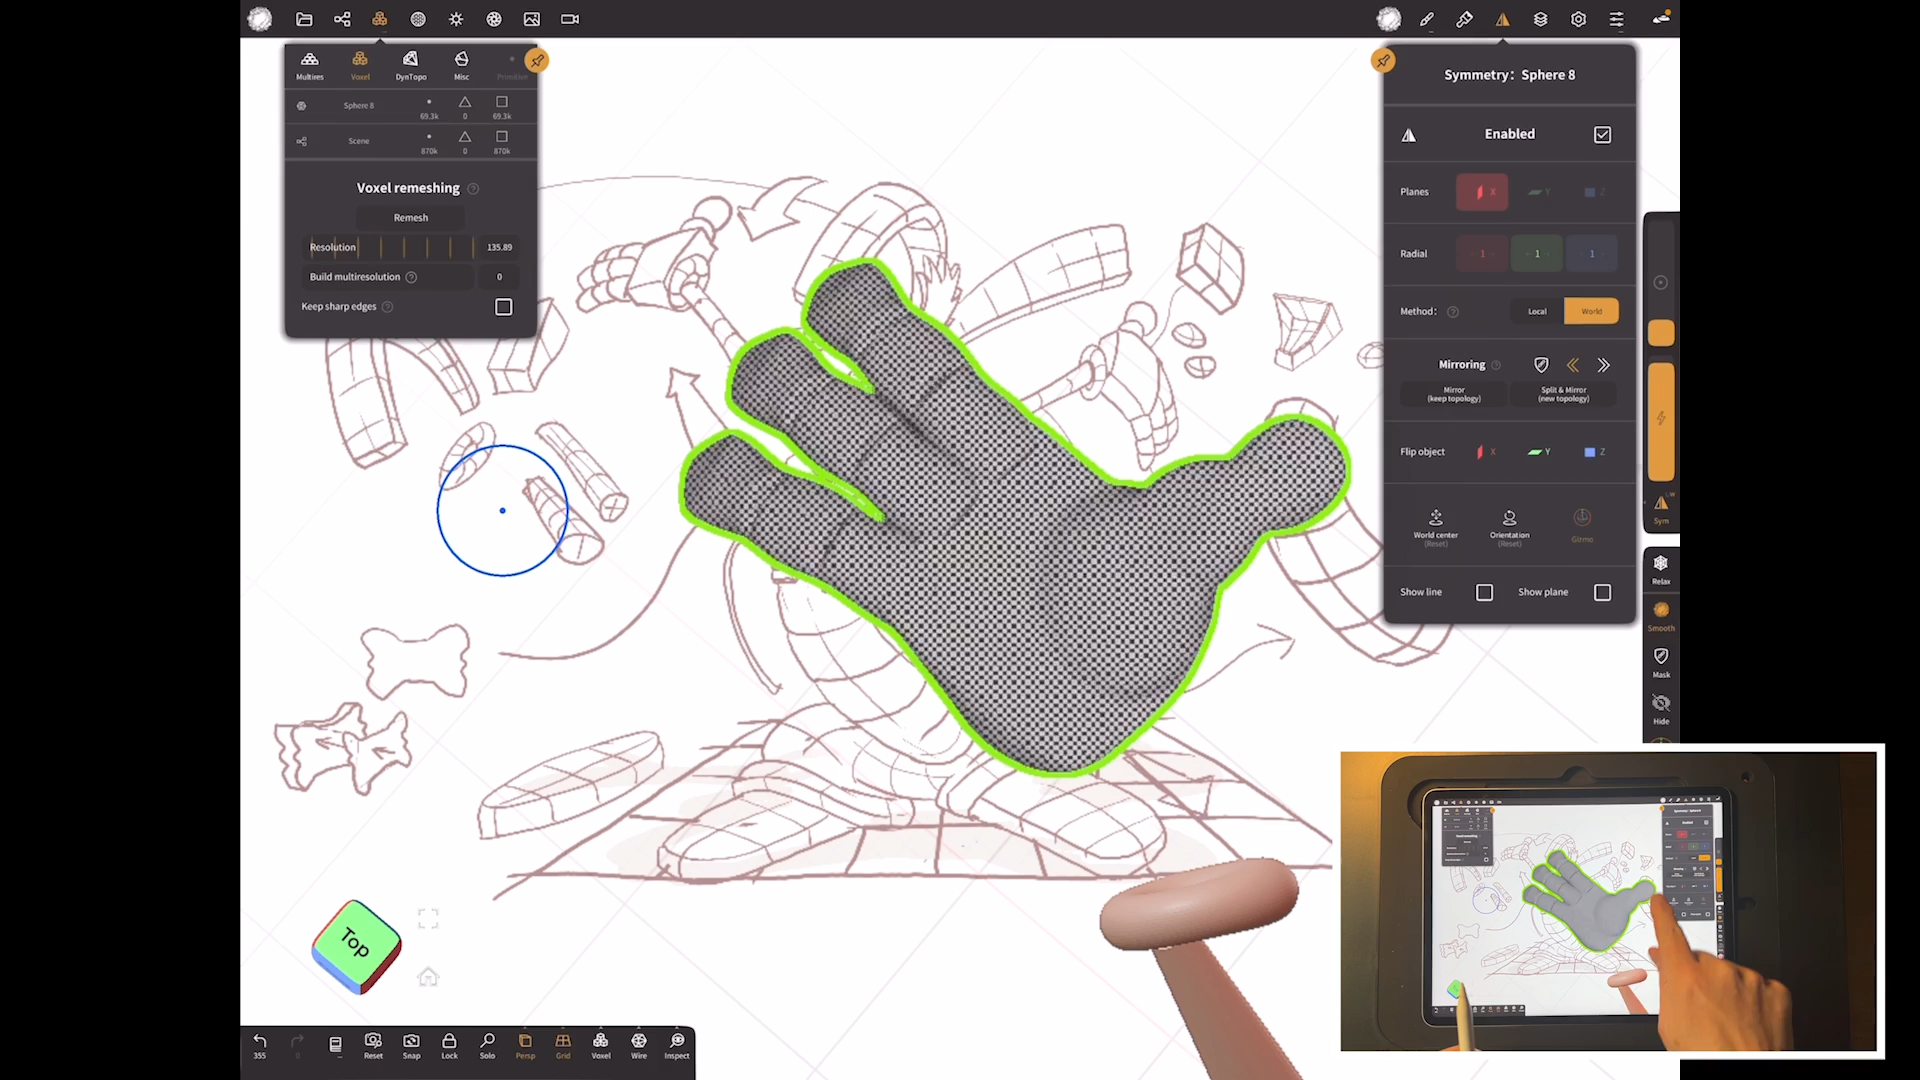 Multires
Voxel
DynTopo
Misc
Primitive
Sphere 8
69.3k
0
69.3k
Scene
870k
0
870k
Voxel remeshing ?
Remesh
Resolution 135.89
Build multiresolution ? 0
Keep sharp edges ?
Symmetry: Sphere 8
Enabled
Planes X Y Z
Radial 1 1 1
Method: ? Local World
Mirroring ?
Mirror
(keep topology)
Split & Mirror
(new topology)
Flip object X Y Z
World center
(Reset)
Orientation
(Reset)
Gizmo
Show line
Show plane
Sym
Relax
Smooth
Mask
Hide
Top
355
0
Reset
Snap
Lock
Solo
Persp
Grid
Voxel
Wire
Inspect